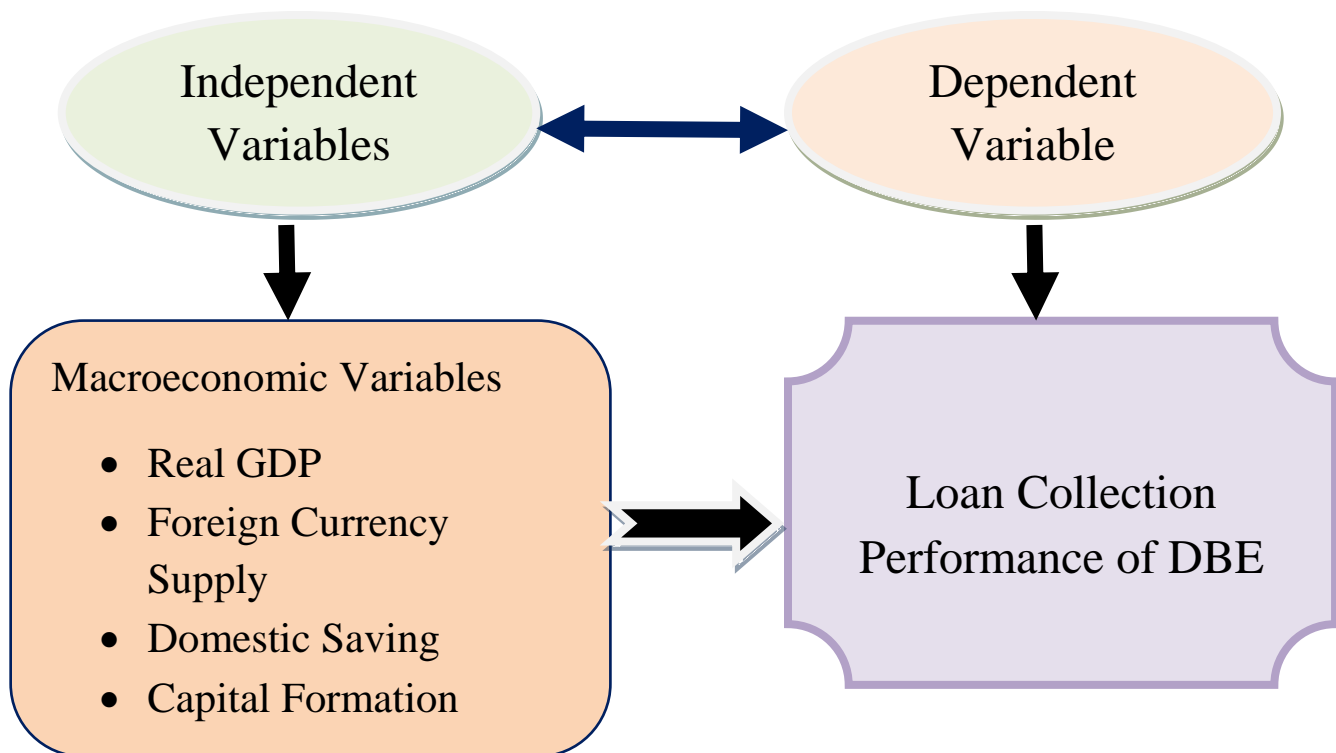 Independent
Variables
Dependent
Variable
Macroeconomic Variables
• Real GDP
• Foreign Currency
Supply
• Domestic Saving
• Capital Formation
Loan Collection
Performance of DBE